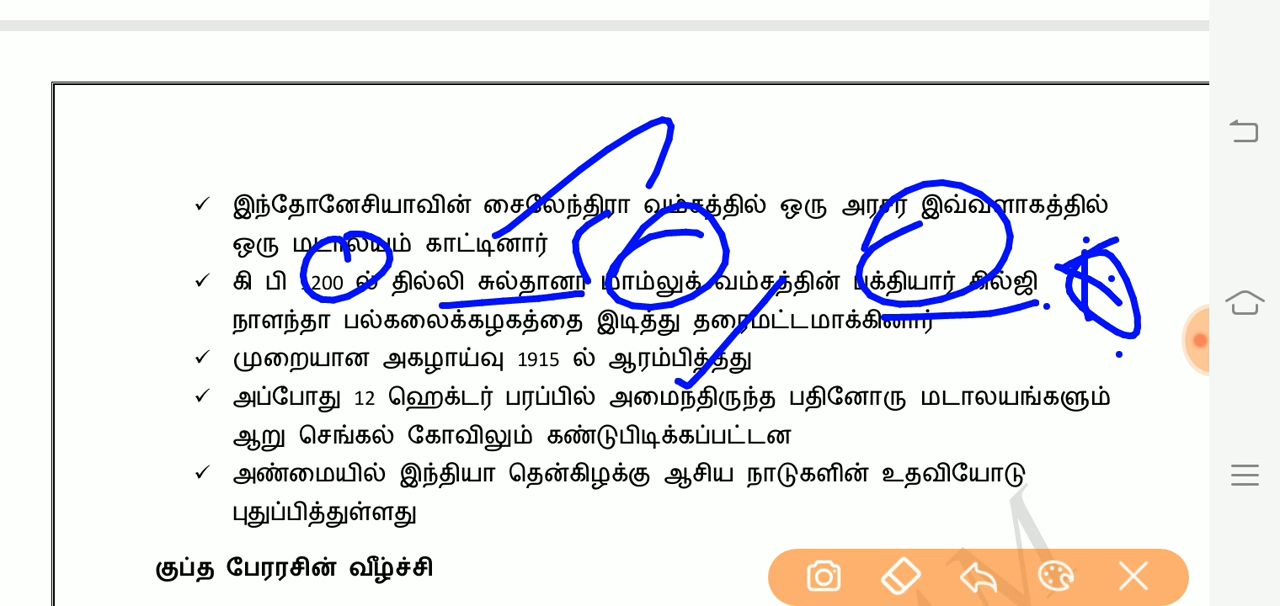 ✓ இந்தோனேசியாவின் சைலேந்திரா வம்சத்தில் ஒரு அரசர் இவ்வளாகத்தில்
ஒரு மடாலயம் காட்டினார்
✓ கி பி 1200 ல் தில்லி சுல்தானா மாம்லுக் வம்சத்தின் பக்தியார் கில்ஜி
நாளந்தா பல்கலைக்கழகத்தை இடித்து தரைமட்டமாக்கினார்
✓ முறையான அகழாய்வு 1915 ல் ஆரம்பித்தது
✓ அப்போது 12 ஹெக்டர் பரப்பில் அமைந்திருந்த பதினோரு மடாலயங்களும்
ஆறு செங்கல் கோவிலும் கண்டுபிடிக்கப்பட்டன
✓ அண்மையில் இந்தியா தென்கிழக்கு ஆசிய நாடுகளின் உதவியோடு
புதுப்பித்துள்ளது
குப்த பேரரசின் வீழ்ச்சி